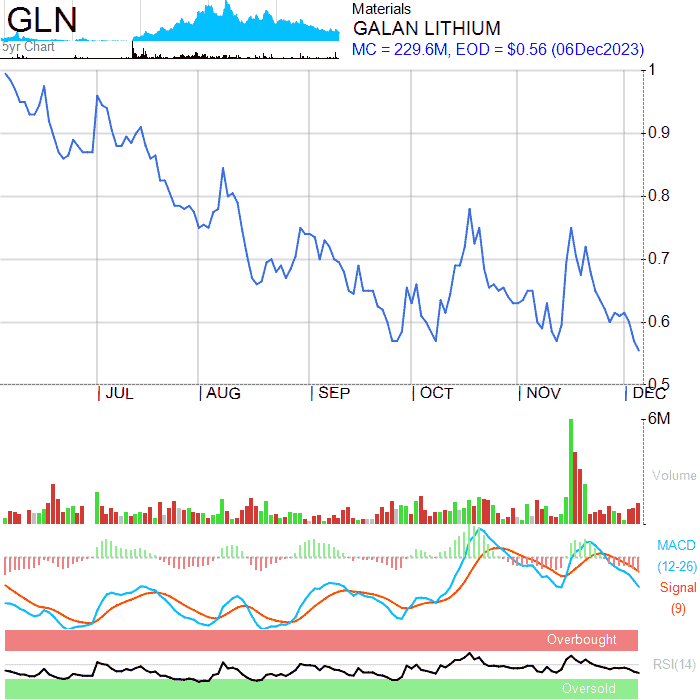 GLN
5yr Chart
Materials
GALAN LITHIUM
MC = 229.6M, EOD = $0.56 (06Dec2023)
1
0.9
0.8
0.7
0.6
0.5
JUL AUG SEP OCT NOV DEC
6M
Volume
MACD
(12-26)
Signal
(9)
Overbought
RSI(14)
Oversold